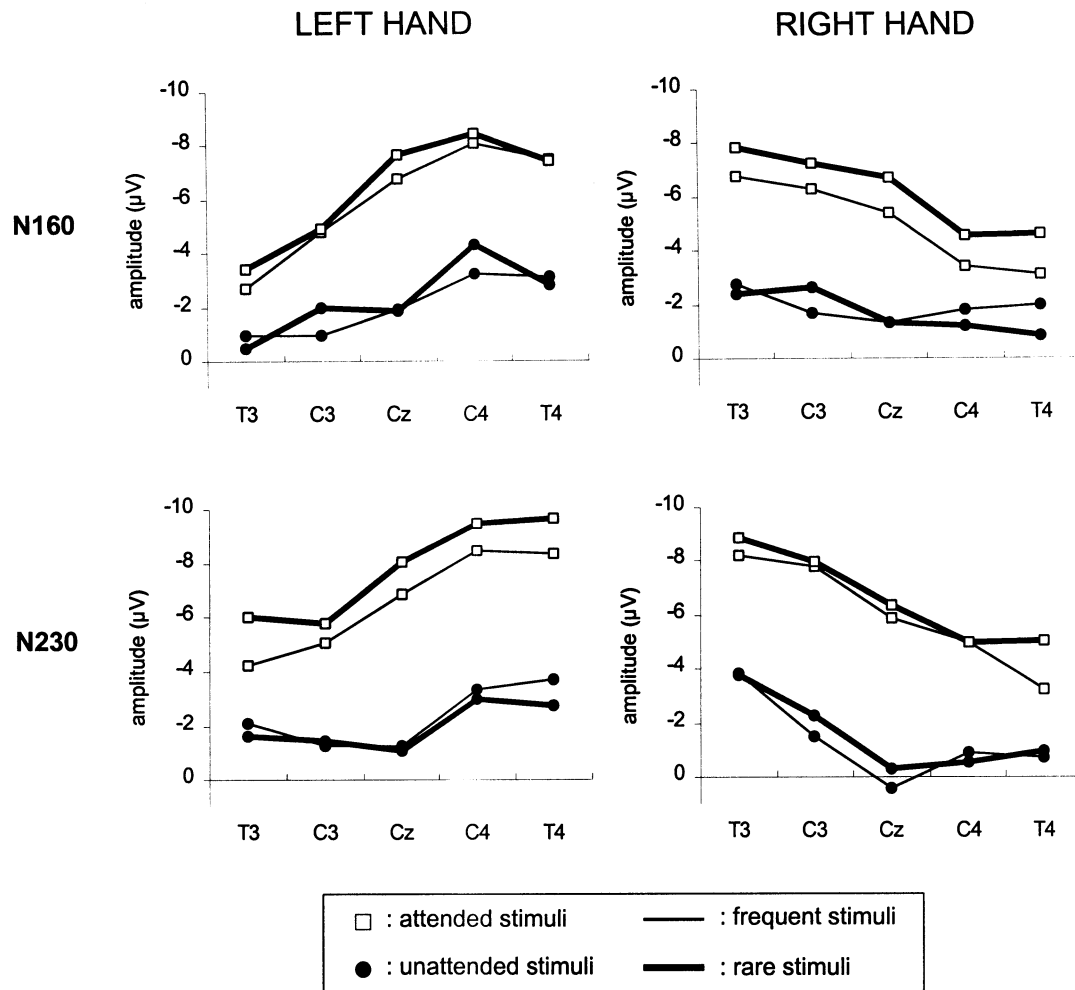 LEFT HAND
RIGHT HAND
N160
amplitude (µV)
-10
-8
-6
-4
-2
0
T3 C3 Cz C4 T4
amplitude (µV)
-10
-8
-6
-4
-2
0
T3 C3 Cz C4 T4
N230
amplitude (µV)
-10
-8
-6
-4
-2
0
T3 C3 Cz C4 T4
amplitude (µV)
-10
-8
-6
-4
-2
0
T3 C3 Cz C4 T4
: attended stimuli
: frequent stimuli
: unattended stimuli
: rare stimuli